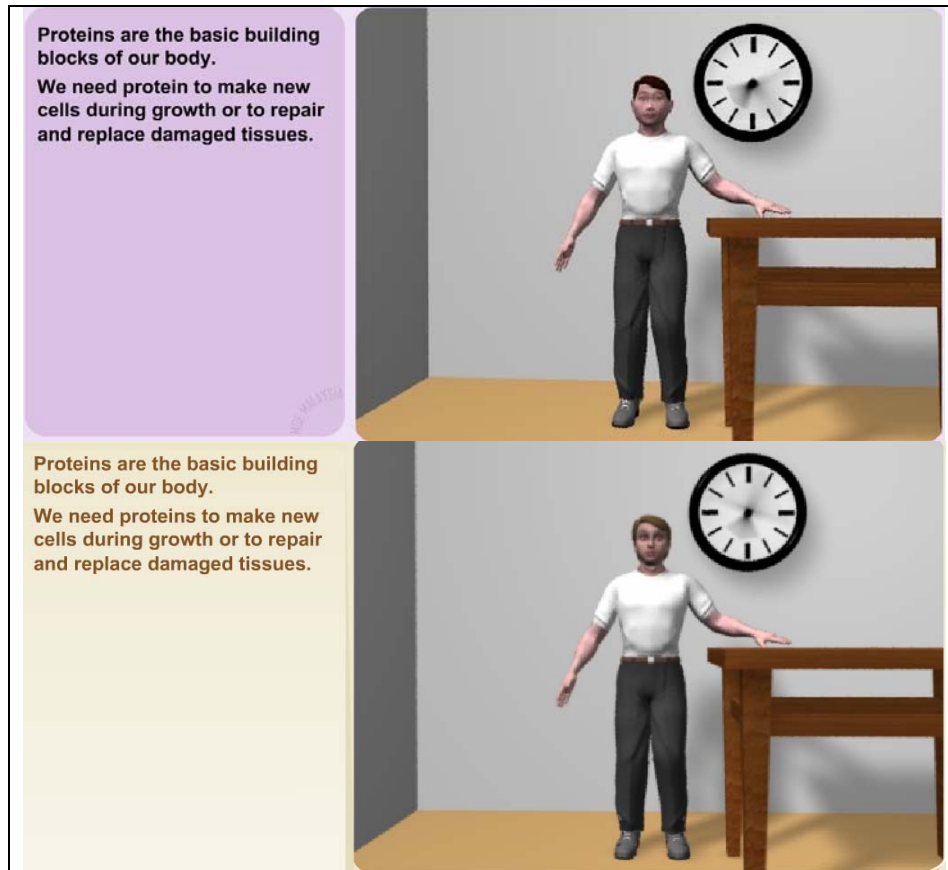 Proteins are the basic building
blocks of our body.
We need protein to make new
cells during growth or to repair
and replace damaged tissues.
MOE MALAYSIA
Proteins are the basic building
blocks of our body.
We need proteins to make new
cells during growth or to repair
and replace damaged tissues.